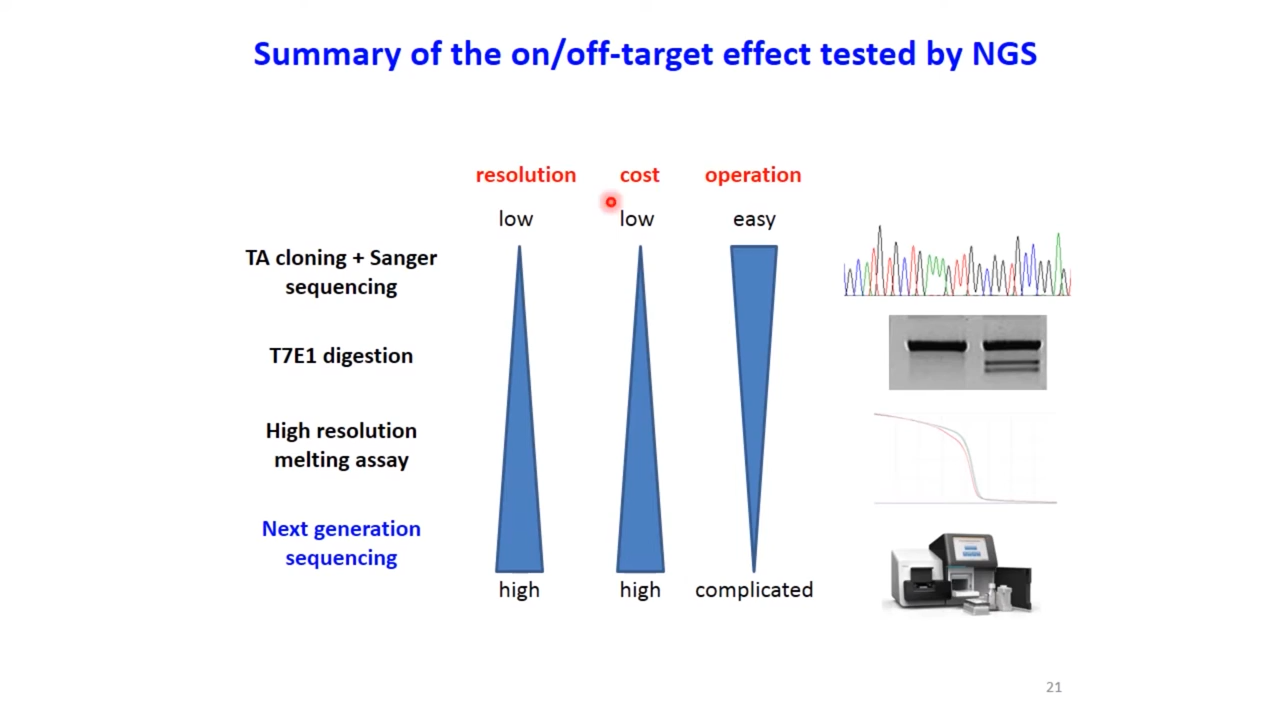 Summary of the on/off-target effect tested by NGS
resolution cost operation
low low easy
TA cloning + Sanger
sequencing
T7E1 digestion
High resolution
melting assay
Next generation
sequencing
high high complicated
21